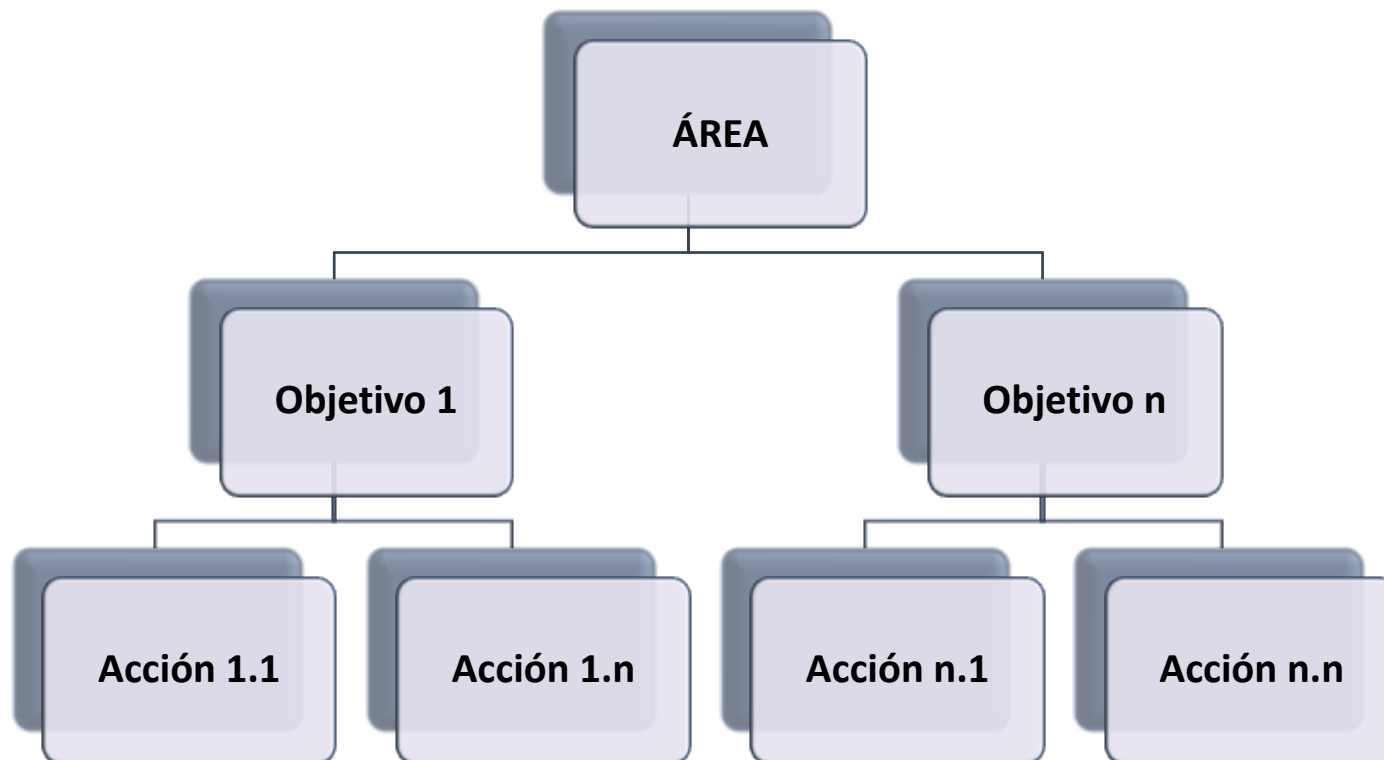 ÁREA
Objetivo 1
Objetivo n
Acción 1.1
Acción 1.n
Acción n.1
Acción n.n